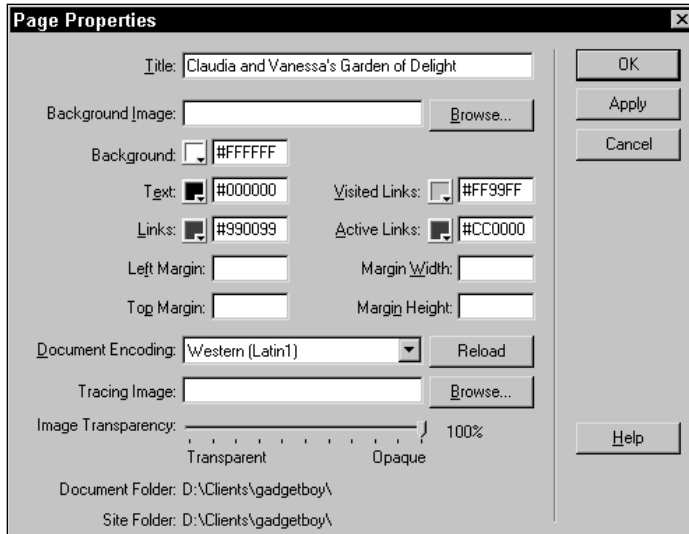 Page Properties
Title: Claudia and Vanessa's Garden of Delight
OK
Background Image: Browse...
Apply
Background: #FFFFFF
Cancel
Text: #000000 Visited Links: #FF99FF
Links: #990099 Active Links: #CC0000
Left Margin: Margin Width:
Top Margin: Margin Height:
Document Encoding: Western (Latin1) Reload
Tracing Image: Browse...
Image Transparency: 100%
Transparent Opaque
Help
Document Folder: D:\Clients\gadgetboy\
Site Folder: D:\Clients\gadgetboy\